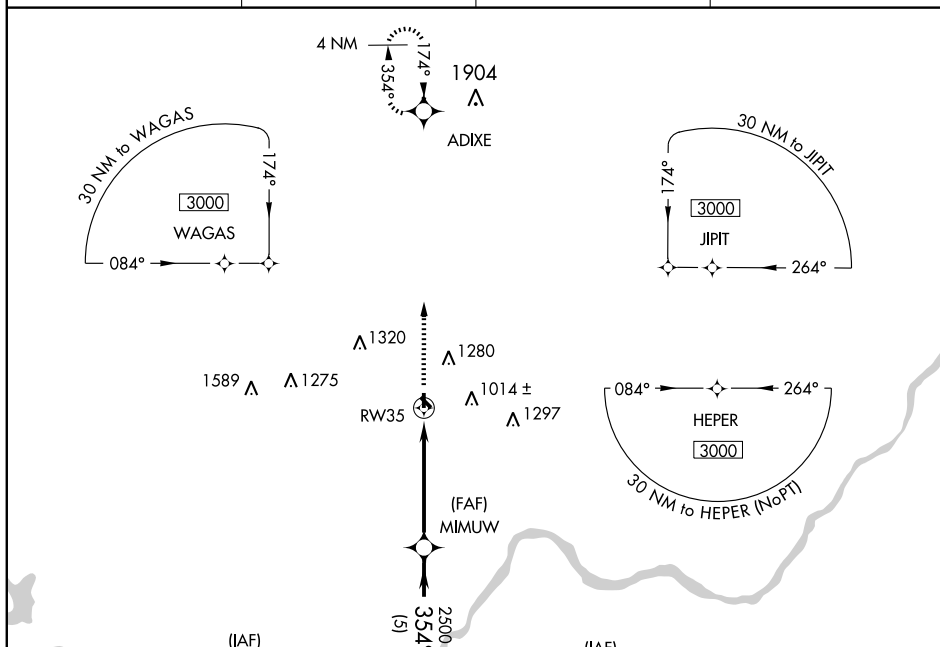 4 NM
174°
354°
1904
ADIXE
30 NM to WAGAS
174°
3000
WAGAS
084°
30 NM to JIPIT
174°
3000
JIPIT
264°
1320
1280
1589
1275
1014 ±
RW35
1297
084°
264°
HEPER
3000
30 NM to HEPER (NoPT)
(FAF)
MIMUW
2500
354°
(5)
(IAF)
(IAF)